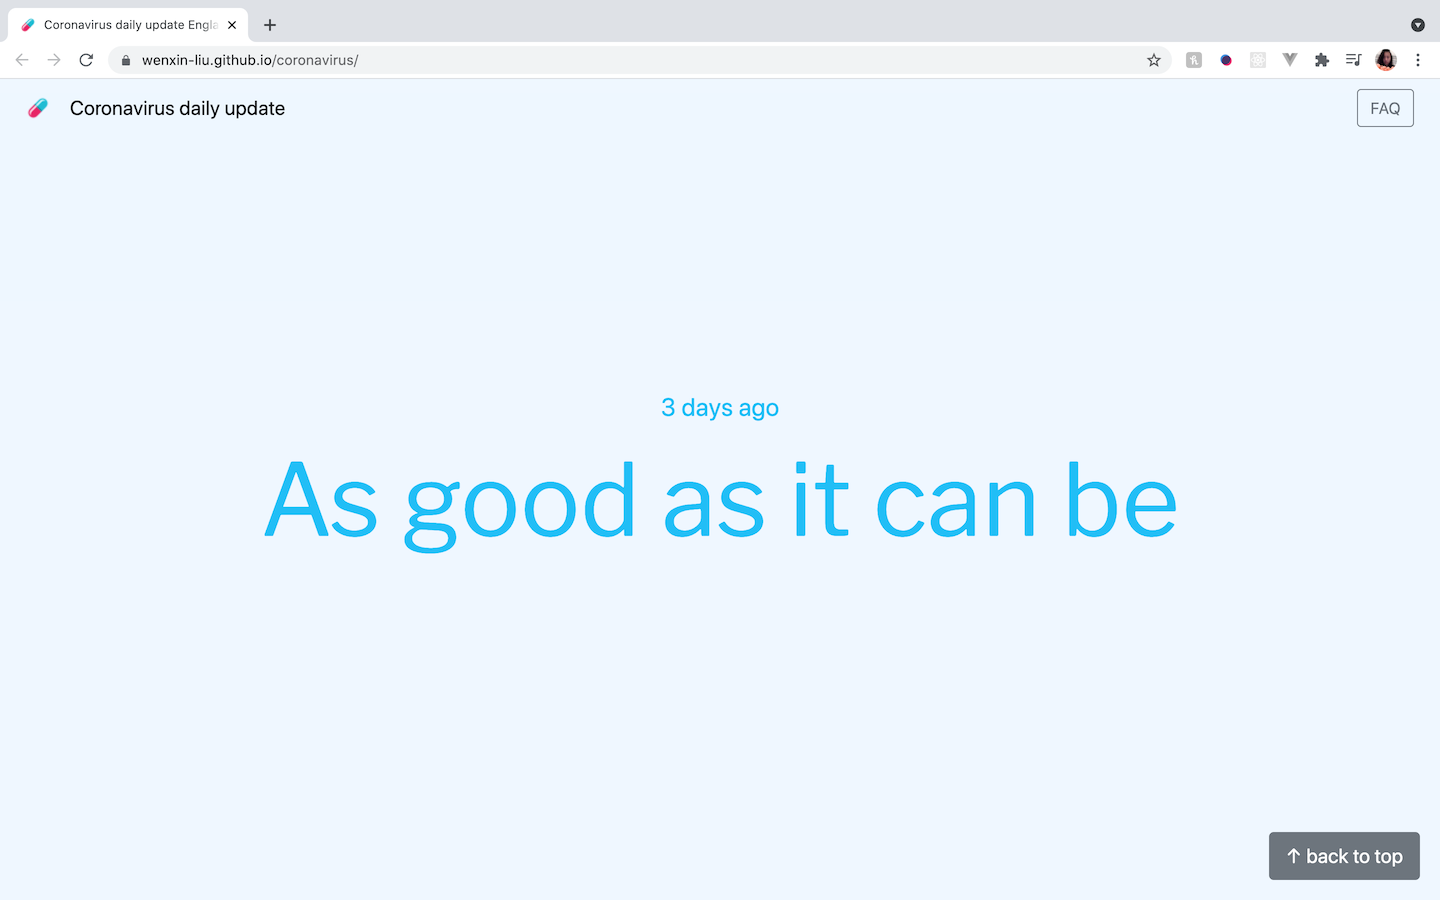 Coronavirus daily update Engla
wenxin-liu.github.io/coronavirus/
Coronavirus daily update
FAQ
3 days ago
As good as it can be
↑ back to top